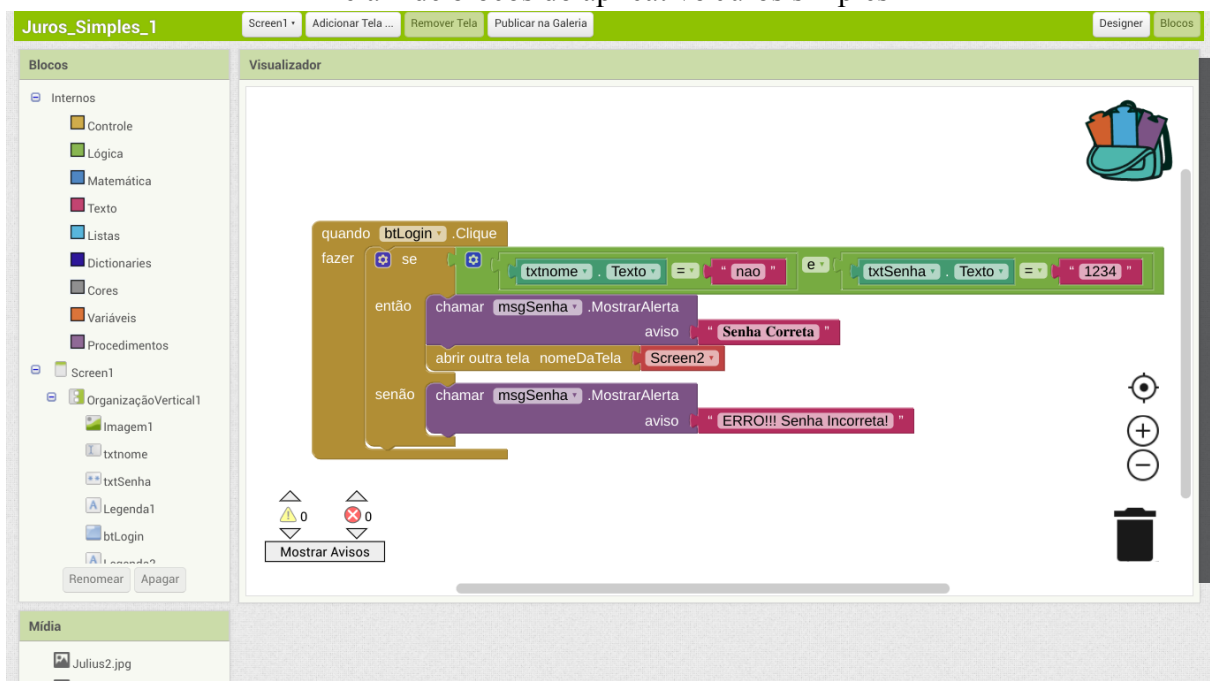 Juros_Simples_1
Screen1 Adicionar Tela ... Remover Tela Publicar na Galeria Designer Blocos
Blocos
Internos
Controle
Lógica
Matemática
Texto
Listas
Dictionaries
Cores
Variáveis
Procedimentos
Screen1
OrganizaçãoVertical1
Imagem1
txtnome
txtSenha
Legenda1
btLogin
Renomear Apagar
Mídia
Julius2.jpg
Visualizador
quando btLogin .Clique
fazer se txtnome . Texto = " nao " e txtSenha . Texto = " 1234 "
então chamar msgSenha .MostrarAlerta
aviso " Senha Correta "
abrir outra tela nomeDaTela Screen2
senão chamar msgSenha .MostrarAlerta
aviso " ERRO!!! Senha Incorreta! "
0 0
Mostrar Avisos